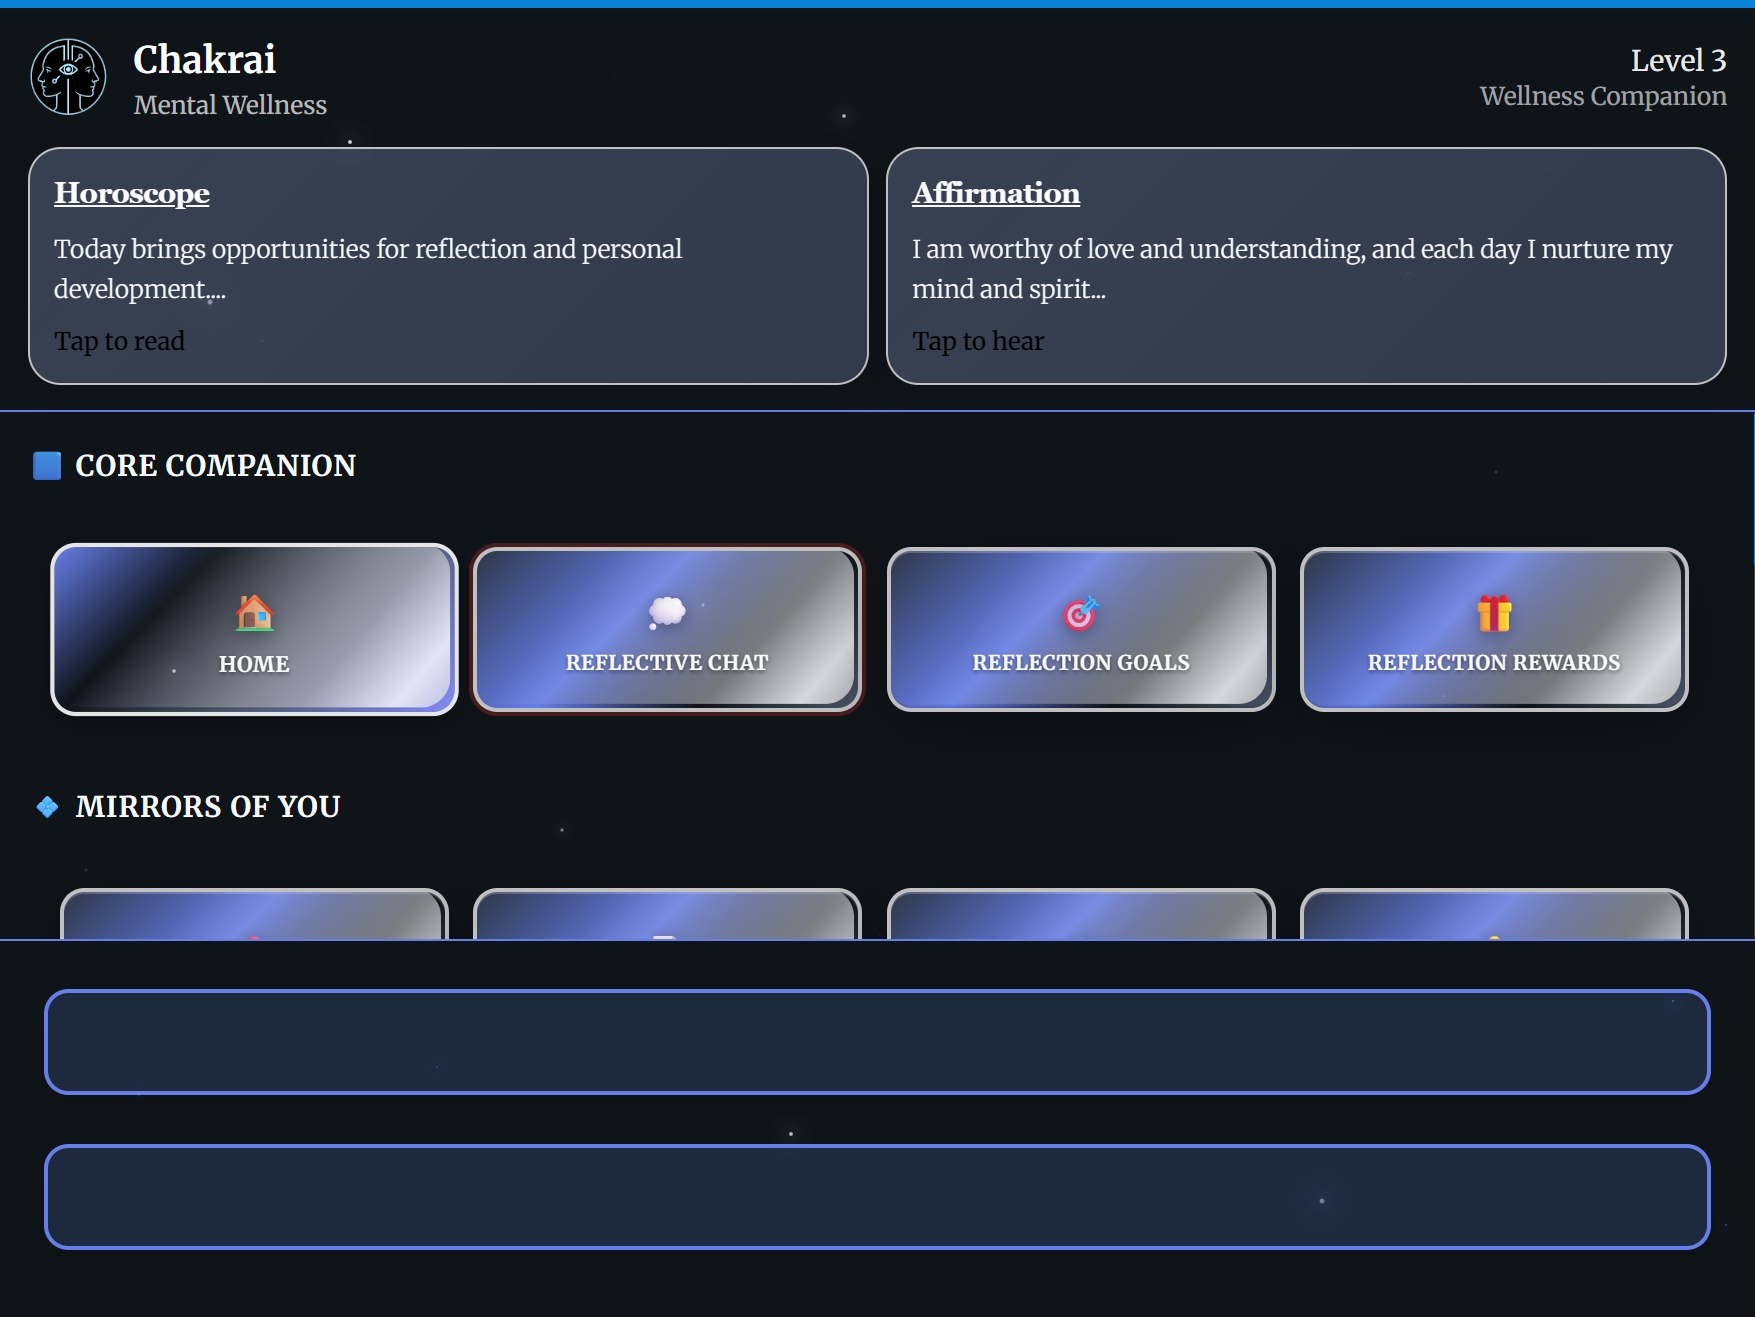 Chakrai
Mental Wellness
Level 3
Wellness Companion
Horoscope
Today brings opportunities for reflection and personal
development....
Tap to read
Affirmation
I am worthy of love and understanding, and each day I nurture my
mind and spirit...
Tap to hear
CORE COMPANION
HOME
REFLECTIVE CHAT
REFLECTION GOALS
REFLECTION REWARDS
MIRRORS OF YOU